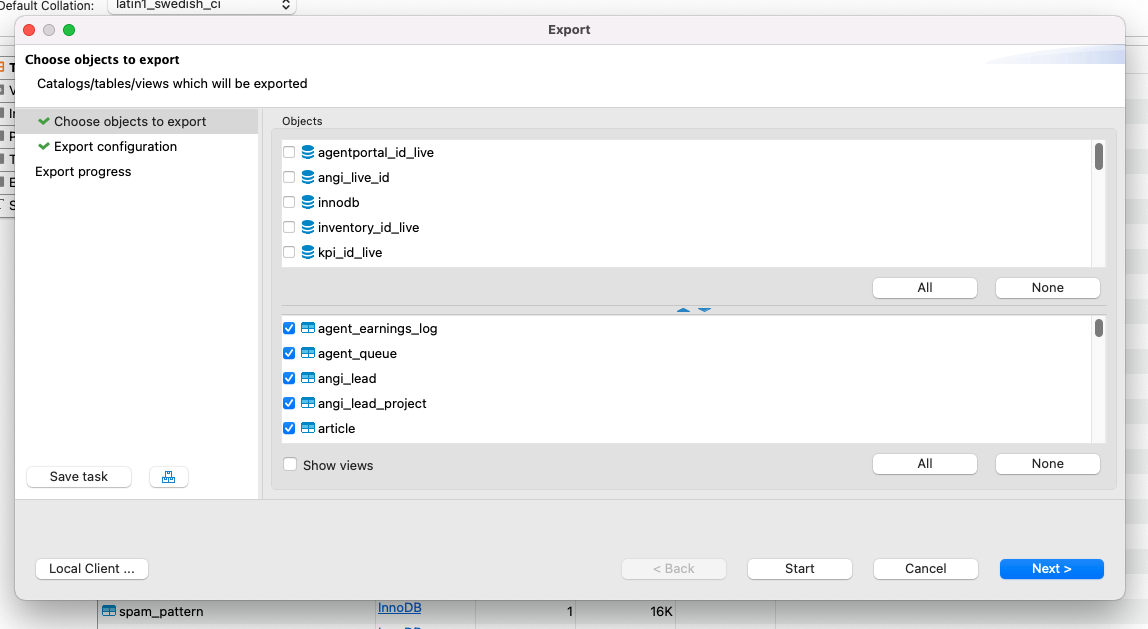 Default Collation:
latin1_swedish_ci
Export
Choose objects to export
Catalogs/tables/views which will be exported
Choose objects to export
Export configuration
Export progress
Objects
agentportal_id_live
angi_live_id
innodb
inventory_id_live
kpi_id_live
All
None
agent_earnings_log
agent_queue
angi_lead
angi_lead_project
article
Show views
All
None
Save task
Local Client ...
< Back
Start
Cancel
Next >
spam_pattern
InnoDB
1
16K